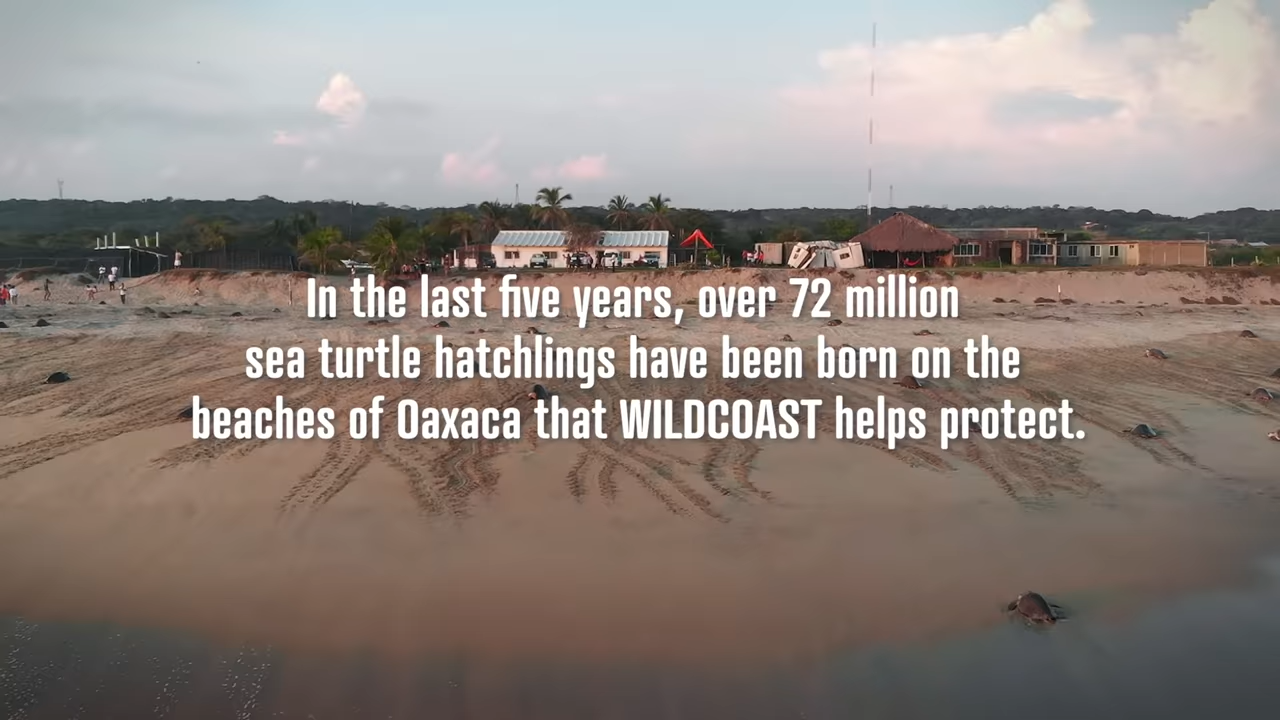 In the last five years, over 72 million
sea turtle hatchlings have been born on the
beaches of Oaxaca that WILDCOAST helps protect.